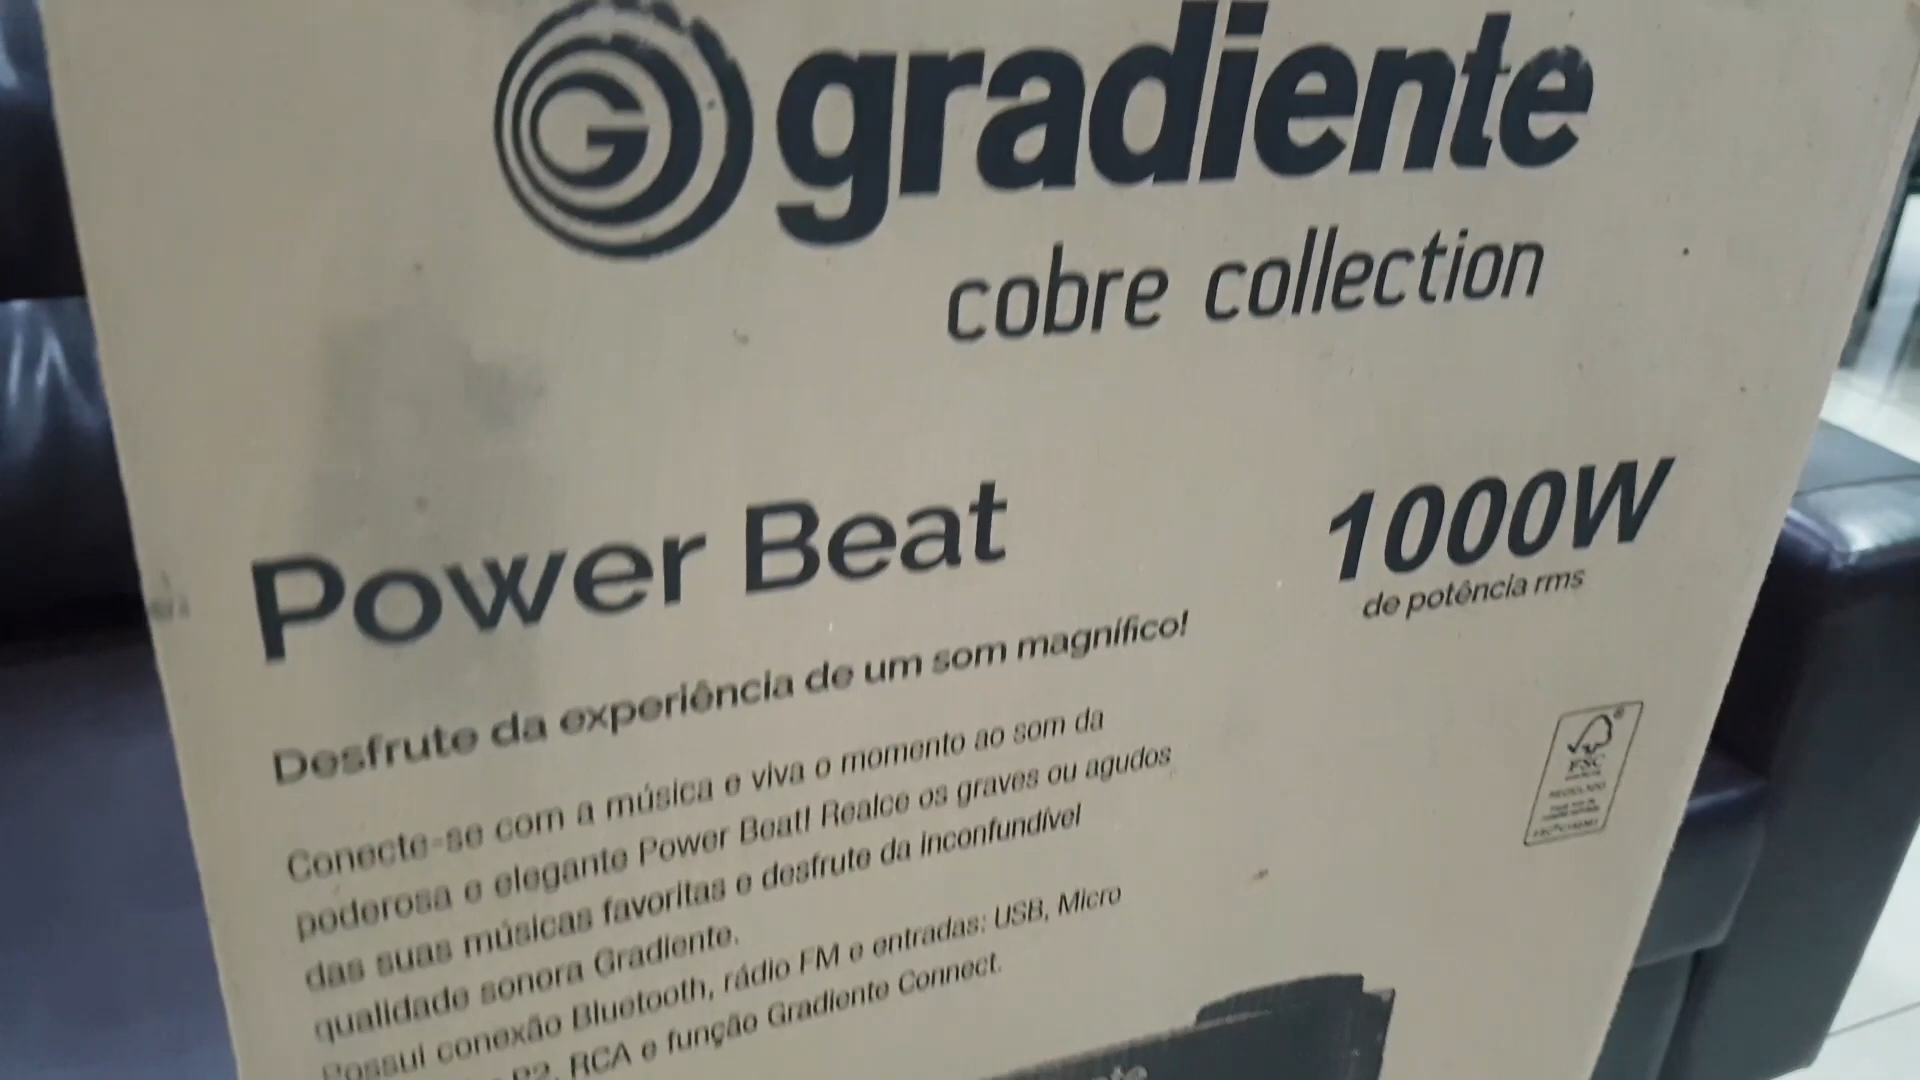 G gradiente
cobre collection
Power Beat
1000W
de potência rms
Desfrute da experiência de um som magnífico!
Conecte-se com a música e viva o momento ao som da
poderosa e elegante Power Beat! Realce os graves ou agudos
das suas músicas favoritas e desfrute da inconfundível
qualidade sonora Gradiente.
Possui conexão Bluetooth, rádio FM e entradas: USB, Micro
P2, RCA e função Gradiente Connect.
FSC